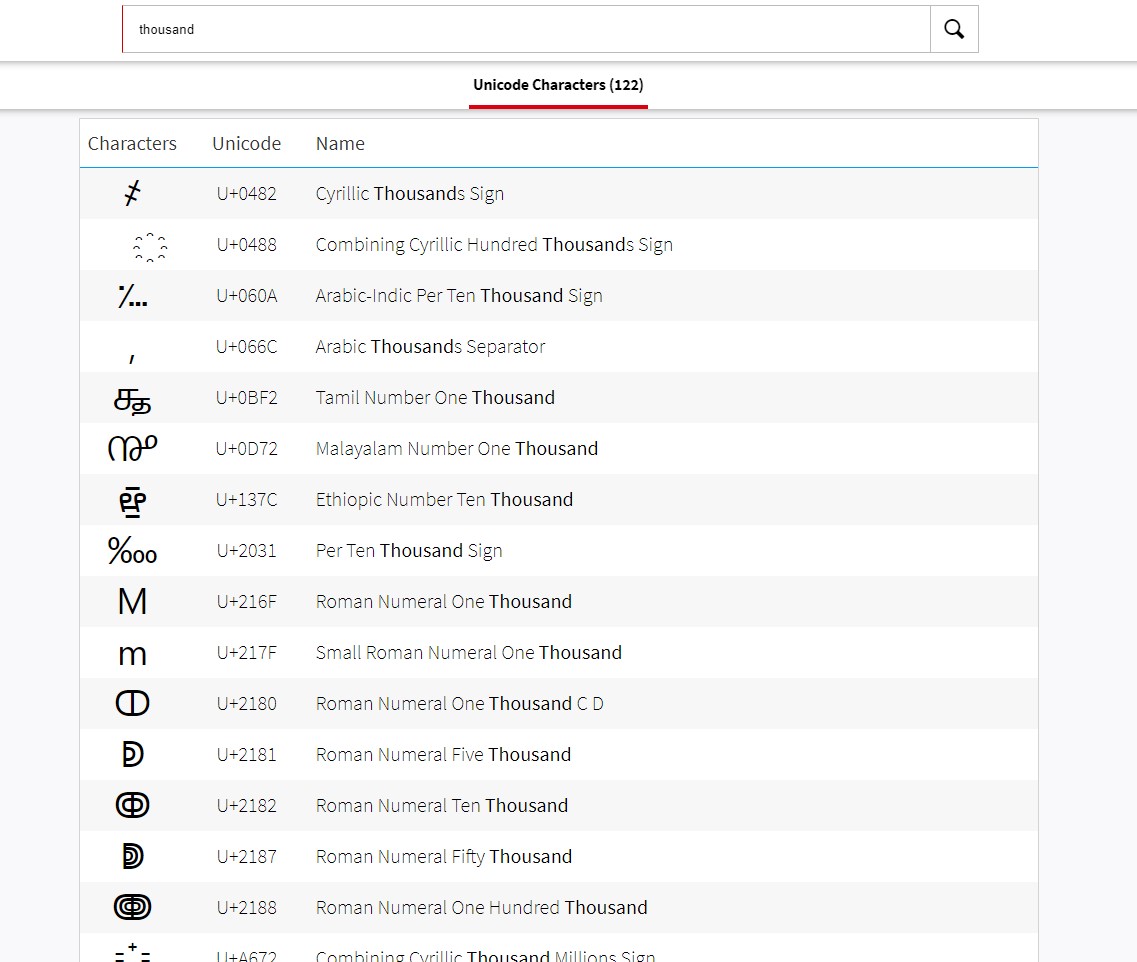 thousand
Unicode Characters (122)
Characters Unicode Name
҂ U+0482 Cyrillic Thousands Sign
҈ U+0488 Combining Cyrillic Hundred Thousands Sign
؊ U+060A Arabic-Indic Per Ten Thousand Sign
٬ U+066C Arabic Thousands Separator
௲ U+0BF2 Tamil Number One Thousand
൲ U+0D72 Malayalam Number One Thousand
፼ U+137C Ethiopic Number Ten Thousand
‱ U+2031 Per Ten Thousand Sign
Ⅿ U+216F Roman Numeral One Thousand
ⅿ U+217F Small Roman Numeral One Thousand
ↀ U+2180 Roman Numeral One Thousand C D
ↁ U+2181 Roman Numeral Five Thousand
ↂ U+2182 Roman Numeral Ten Thousand
ↇ U+2187 Roman Numeral Fifty Thousand
ↈ U+2188 Roman Numeral One Hundred Thousand
꙲ U+A672 Combining Cyrillic Thousand Millions Sign